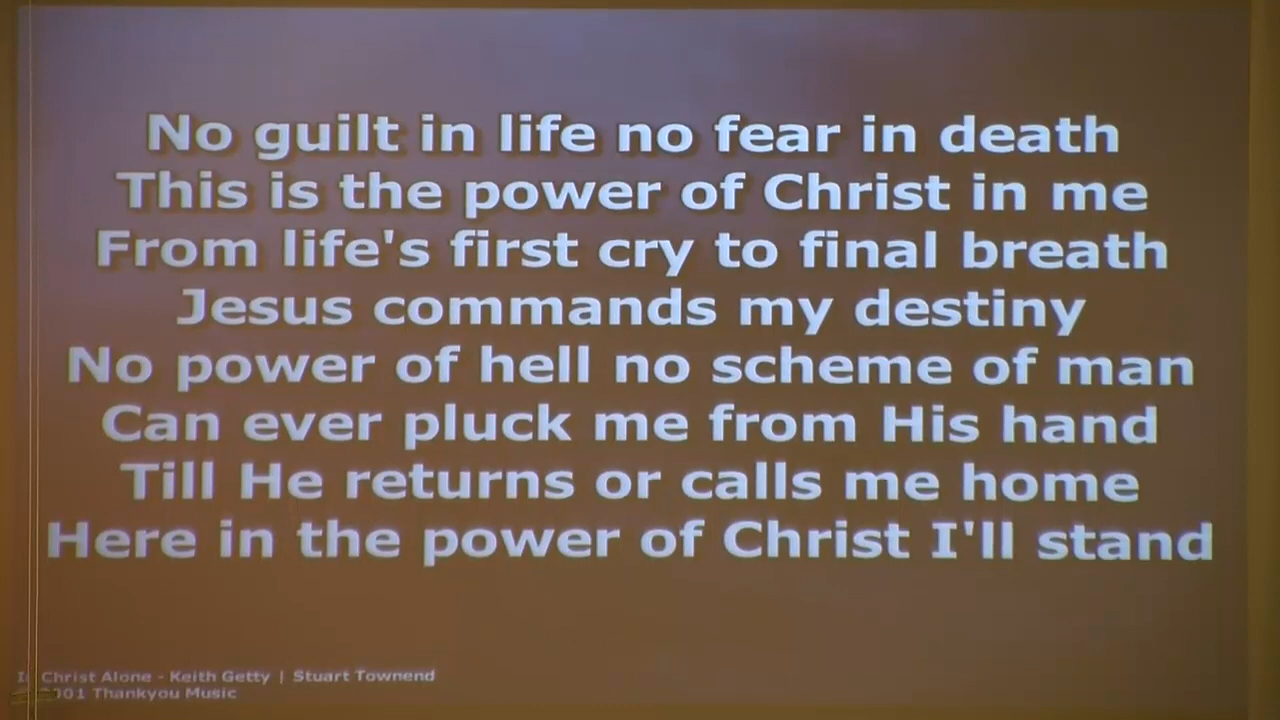 No guilt in life no fear in death
This is the power of Christ in me
From life's first cry to final breath
Jesus commands my destiny
No power of hell no scheme of man
Can ever pluck me from His hand
Till He returns or calls me home
Here in the power of Christ I'll stand
In Christ Alone - Keith Getty | Stuart Townend
2001 Thankyou Music